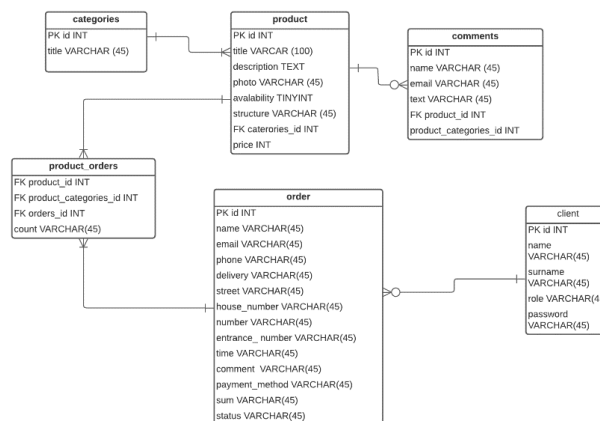 categories
PK id INT
title VARCHAR (45)
product
PK id INT
title VARCAR (100)
description TEXT
photo VARCHAR (45)
avalability TINYINT
structure VARCHAR (45)
FK caterories_id INT
price INT
comments
PK id INT
name VARCHAR (45)
email VARCHAR (45)
text VARCHAR (45)
FK product_id INT
product_categories_id INT
product_orders
FK product_id INT
FK product_categories_id INT
FK orders_id INT
count VARCHAR(45)
order
PK id INT
name VARCHAR(45)
email VARCHAR(45)
phone VARCHAR(45)
delivery VARCHAR(45)
street VARCHAR(45)
house_number VARCHAR(45)
number VARCHAR(45)
entrance_ number VARCHAR(45)
time VARCHAR(45)
comment VARCHAR(45)
payment_method VARCHAR(45)
sum VARCHAR(45)
status VARCHAR(45)
client
PK id INT
name
VARCHAR(45)
surname
VARCHAR(45)
role VARCHAR(4
password
VARCHAR(45)